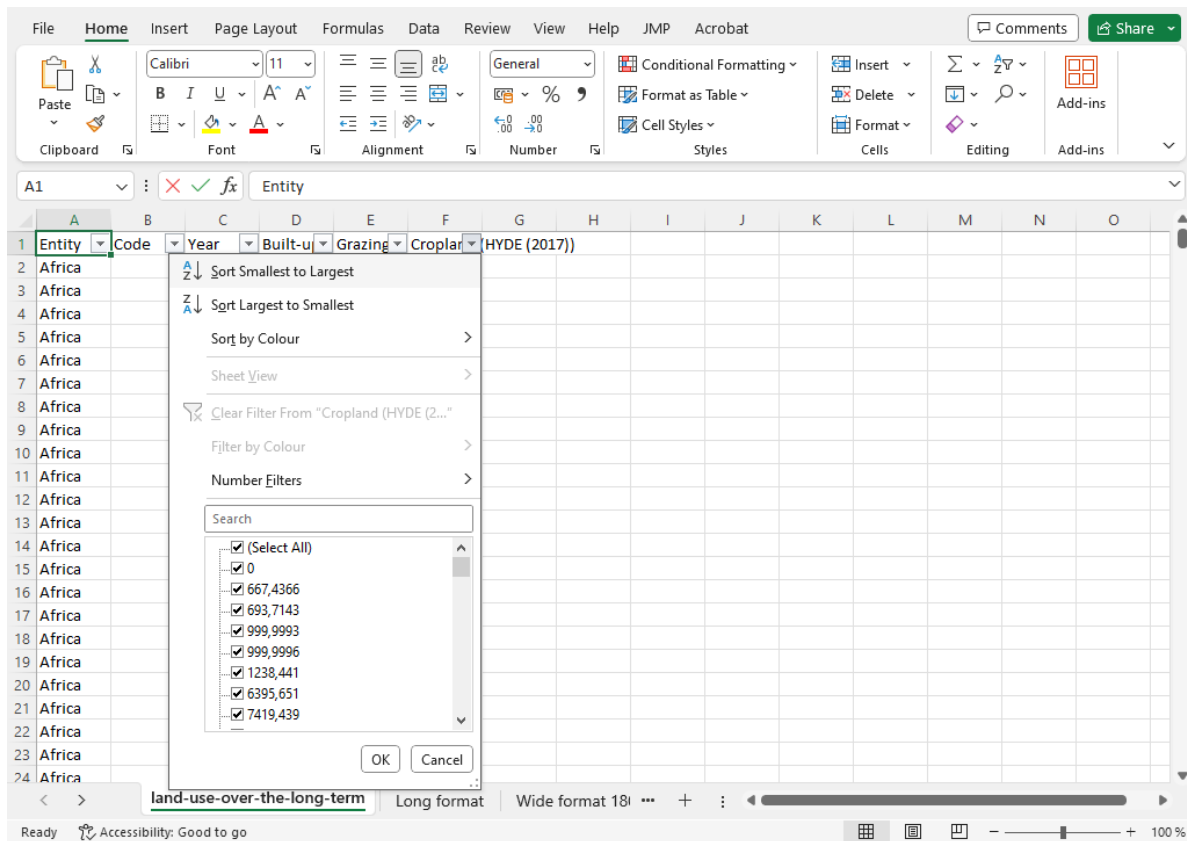 File Home Insert Page Layout Formulas Data Review View Help JMP Acrobat Comments Share
Calibri 11 General Conditional Formatting Insert
Paste B I U A A % Format as Table Delete Add-ins
Cell Styles Format
Clipboard Font Alignment Number Styles Cells Editing Add-ins
A1 fx Entity
A B C D E F G H I J K L M N O
1 Entity Code Year Built-u Grazing Croplar (HYDE (2017))
2 Africa
3 Africa
4 Africa
5 Africa
6 Africa
7 Africa
8 Africa
9 Africa
10 Africa
11 Africa
12 Africa
13 Africa
14 Africa
15 Africa
16 Africa
17 Africa
18 Africa
19 Africa
20 Africa
21 Africa
22 Africa
23 Africa
24 Africa
Sort Smallest to Largest
Sort Largest to Smallest
Sort by Colour
Sheet View
Clear Filter From "Cropland (HYDE (2..."
Filter by Colour
Number Filters
Search
(Select All)
0
667,4366
693,7143
999,9993
999,9996
1238,441
6395,651
7419,439
OK Cancel
land-use-over-the-long-term Long format Wide format 18
Ready Accessibility: Good to go 100 %